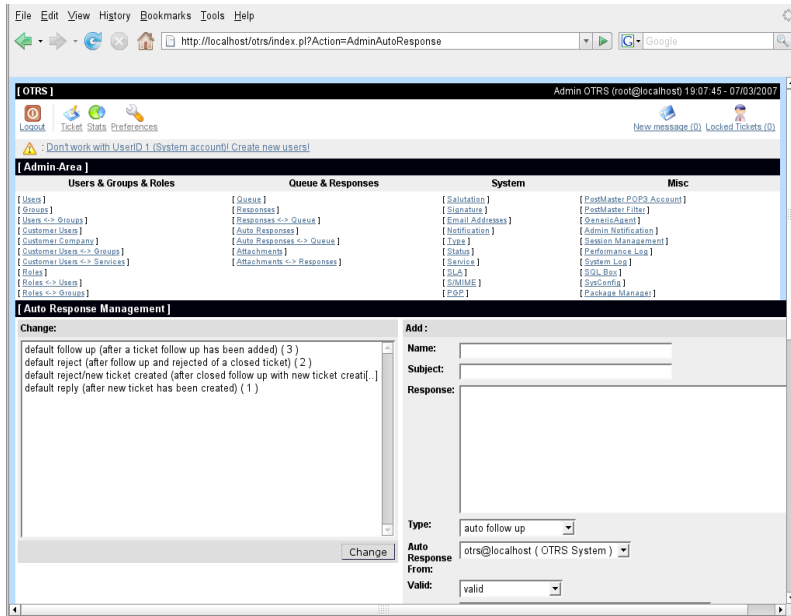 File Edit View History Bookmarks Tools Help
http://localhost/otrs/index.pl?Action=AdminAutoResponse
G Google
[ OTRS ]
Admin OTRS (root@localhost) 19:07:45 - 07/03/2007
Logout Ticket Stats Preferences
New message (0) Locked Tickets (0)
: Don't work with UserID 1 (System account)! Create new users!
[ Admin-Area ]
Users & Groups & Roles Queue & Responses System Misc
[ Users ] [ Queue ] [ Salutation ] [ PostMaster POP3 Account ]
[ Groups ] [ Responses ] [ Signature ] [ PostMaster Filter ]
[ Users <-> Groups ] [ Responses <-> Queue ] [ Email Addresses ] [ GenericAgent ]
[ Customer Users ] [ Auto Responses ] [ Notification ] [ Admin Notification ]
[ Customer Company ] [ Auto Responses <-> Queue ] [ Type ] [ Session Management ]
[ Customer Users <-> Groups ] [ Attachments ] [ Status ] [ Performance Log ]
[ Customer Users <-> Services ] [ Attachments <-> Responses ] [ Service ] [ System Log ]
[ Roles ] [ SLA ] [ SQL Box ]
[ Roles <-> Users ] [ S/MIME ] [ SysConfig ]
[ Roles <-> Groups ] [ PGP ] [ Package Manager ]
[ Auto Response Management ]
Change:
default follow up (after a ticket follow up has been added) ( 3 )
default reject (after follow up and rejected of a closed ticket) ( 2 )
default reject/new ticket created (after closed follow up with new ticket creati[..]
default reply (after new ticket has been created) ( 1 )
Change
Add :
Name:
Subject:
Response:
Type: auto follow up
Auto Response From: otrs@localhost ( OTRS System )
Valid: valid